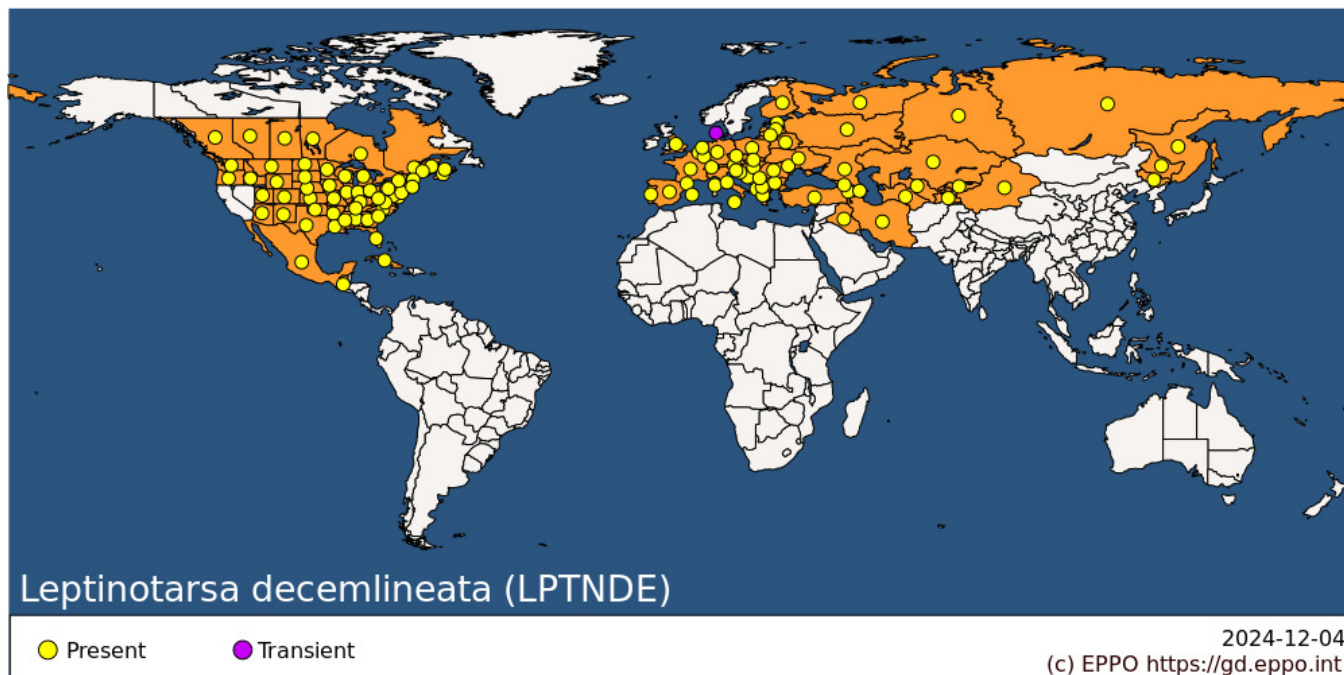 Leptinotarsa decemlineata (LPTNDE)
Present
Transient
2024-12-04
(c) EPPO https://gd.eppo.int